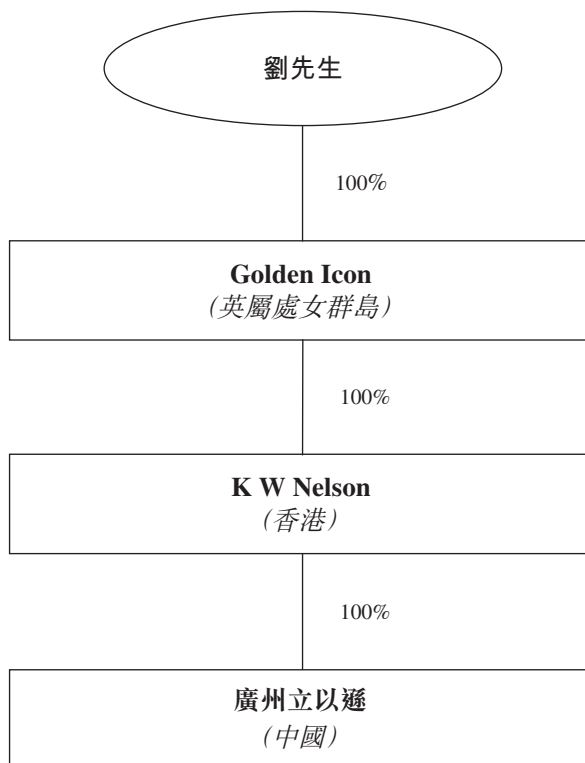 劉先生
100%
Golden Icon
(英屬處女群島)
100%
K W Nelson
(香港)
100%
廣州立以遜
(中國)